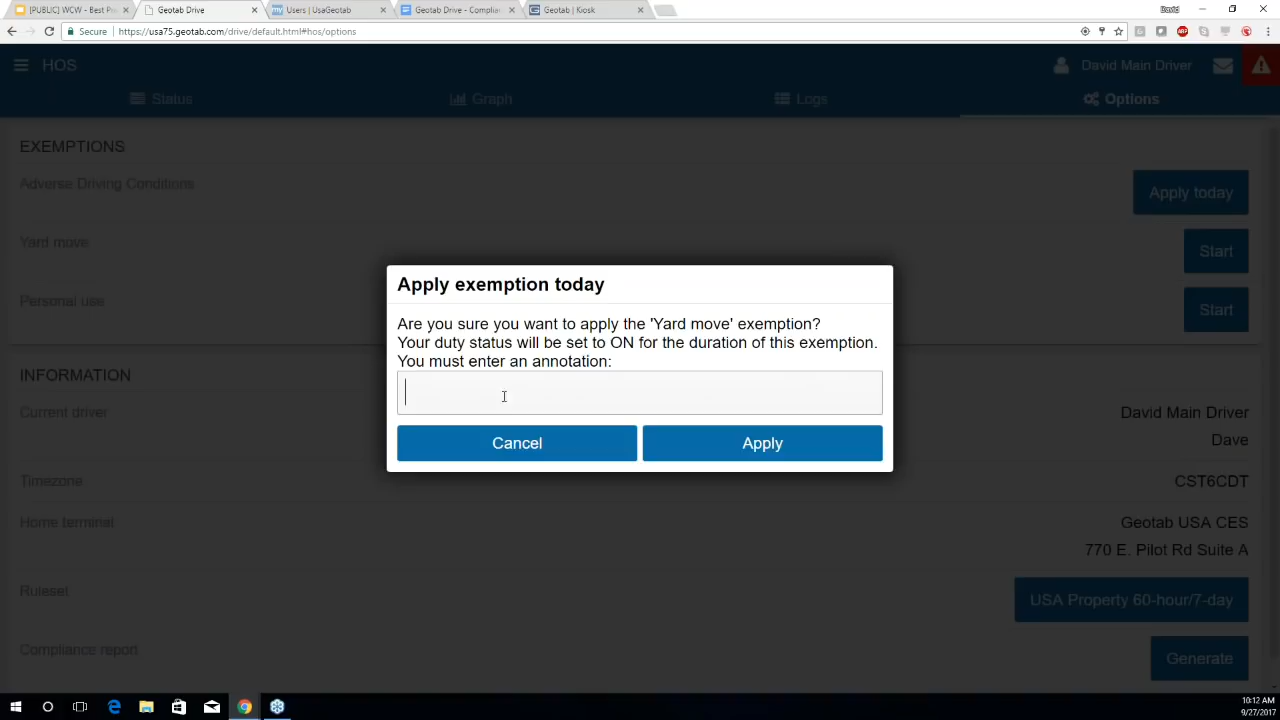 [PUBLIC] WCW - Best Pr
Geotab Drive
Users | UsaGeotab
Geotab Drive - Complian
Geotab | Kiosk
David
Secure
https://usa75.geotab.com/drive/default.html#hos/options
HOS
David Main Driver
Status
Graph
Logs
Options
EXEMPTIONS
Adverse Driving Conditions
Apply today
Yard move
Start
Personal use
Start
Apply exemption today
Are you sure you want to apply the 'Yard move' exemption?
Your duty status will be set to ON for the duration of this exemption.
You must enter an annotation:
Cancel
Apply
INFORMATION
Current driver
David Main Driver
Dave
Timezone
CST6CDT
Home terminal
Geotab USA CES
770 E. Pilot Rd Suite A
Ruleset
USA Property 60-hour/7-day
Compliance report
Generate
10:12 AM
9/27/2017